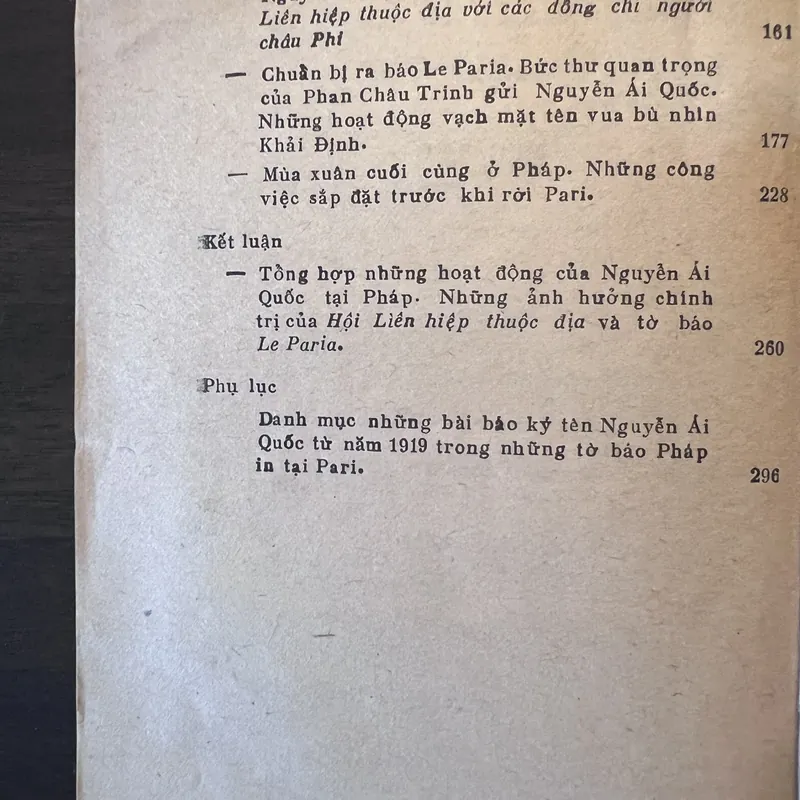 Liên hiệp thuộc địa với các đồng chí người
châu Phi 161
— Chuẩn bị ra báo Le Paria. Bức thư quan trọng
của Phan Châu Trinh gửi Nguyễn Ái Quốc.
Những hoạt động vạch mặt tên vua bù nhìn
Khải Định. 177
— Mùa xuân cuối cùng ở Pháp. Những công
việc sắp đặt trước khi rời Pari. 228
Kết luận
— Tổng hợp những hoạt động của Nguyễn Ái
Quốc tại Pháp. Những ảnh hưởng chính
trị của Hội Liên hiệp thuộc địa và tờ báo
Le Paria. 260
Phụ lục
Danh mục những bài báo ký tên Nguyễn Ái
Quốc từ năm 1919 trong những tờ báo Pháp
in tại Pari. 296